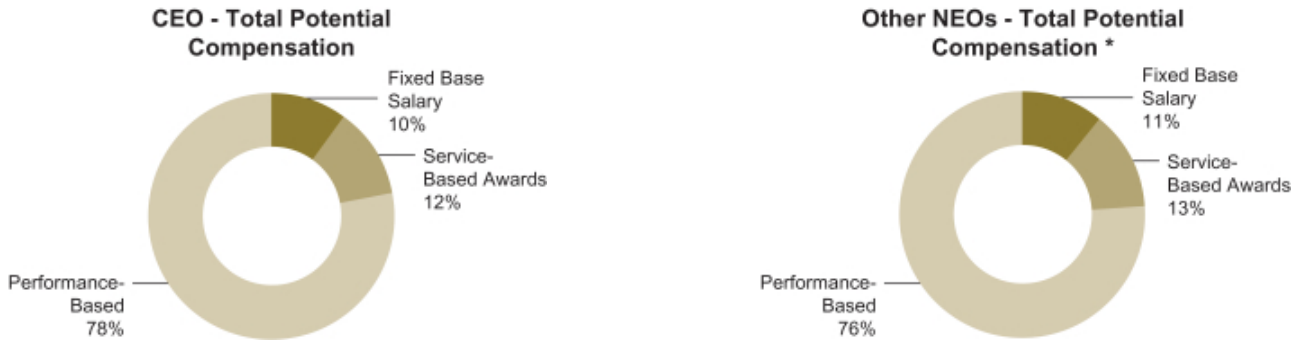 CEO - Total Potential
Compensation
Fixed Base
Salary
10%
Service-
Based Awards
12%
Performance-
Based
78%
Other NEOs - Total Potential
Compensation *
Fixed Base
Salary
11%
Service-
Based Awards
13%
Performance-
Based
76%